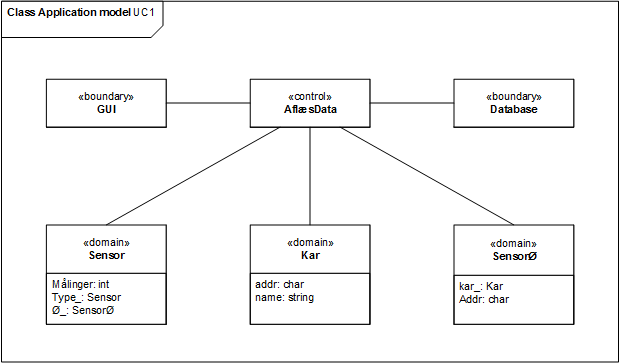 Class Application model UC1
«boundary»
GUI
«control»
AflæsData
«boundary»
Database
«domain»
Sensor
Målinger: int
Type_: Sensor
Ø_: SensorØ
«domain»
Kar
addr: char
name: string
«domain»
SensorØ
kar_: Kar
Addr: char